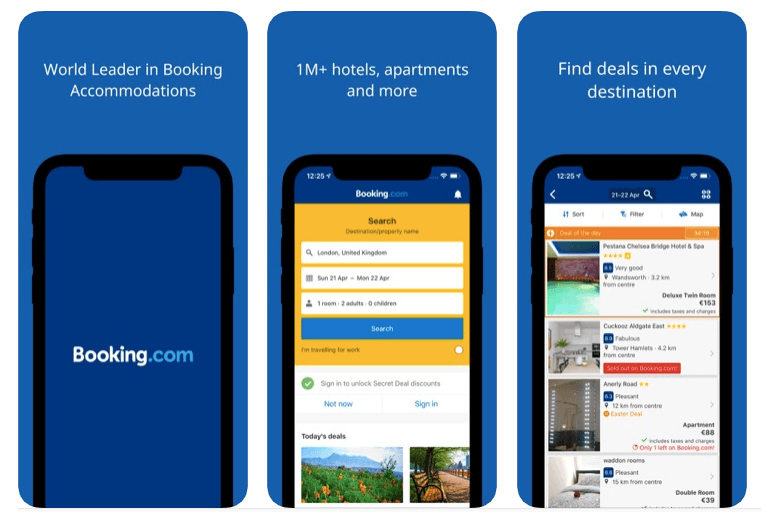 World Leader in Booking
Accommodations
Booking.com
1M+ hotels, apartments
and more
12:25
Booking.com
Search
Destination/property name
London, United Kingdom
Sun 21 Apr – Mon 22 Apr
1 room · 2 adults · 0 children
Search
I'm travelling for work
Sign in to unlock Secret Deal discounts
Not now
Sign in
Today's deals
Find deals in every
destination
12:25
21–22 Apr
Sort
Filter
Map
Deal of the day
Pestana Chelsea Bridge Hotel & Spa
Very good
Wandsworth · 3.2 km
from centre
Deluxe Twin Room
€153
includes taxes and charges
Cuckooz Aldgate East
8.9 Fabulous
Tower Hamlets · 4.2 km
from centre
Sold out on Booking.com!
Anerly Road
6.3 Pleasant
12 km from centre
Easter Deal
Apartment
€88
includes taxes and charges
Only 1 left on Booking.com!
waddon rooms
6.6 Pleasant
15 km from centre
Double Room
€39